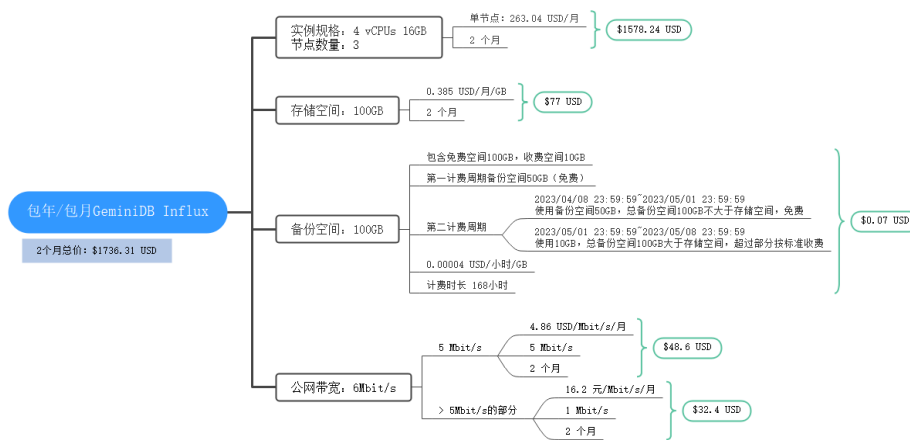 包年/包月GeminiDB Influx
2个月总价：$1736.31 USD
实例规格：4 vCPUs 16GB
节点数量：3
单节点：263.04 USD/月
2 个月
$1578.24 USD
存储空间：100GB
0.385 USD/月/GB
2 个月
$77 USD
备份空间：100GB
包含免费空间100GB，收费空间10GB
第一计费周期备份空间50GB（免费）
第二计费周期
2023/04/08 23:59:59~2023/05/01 23:59:59
使用备份空间50GB，总备份空间100GB不大于存储空间，免费
2023/05/01 23:59:59~2023/05/08 23:59:59
使用10GB，总备份空间100GB大于存储空间，超过部分按标准收费
0.00004 USD/小时/GB
计费时长 168小时
$0.07 USD
公网带宽：6Mbit/s
5 Mbit/s
4.86 USD/Mbit/s/月
5 Mbit/s
2 个月
$48.6 USD
> 5Mbit/s的部分
16.2 元/Mbit/s/月
1 Mbit/s
2 个月
$32.4 USD